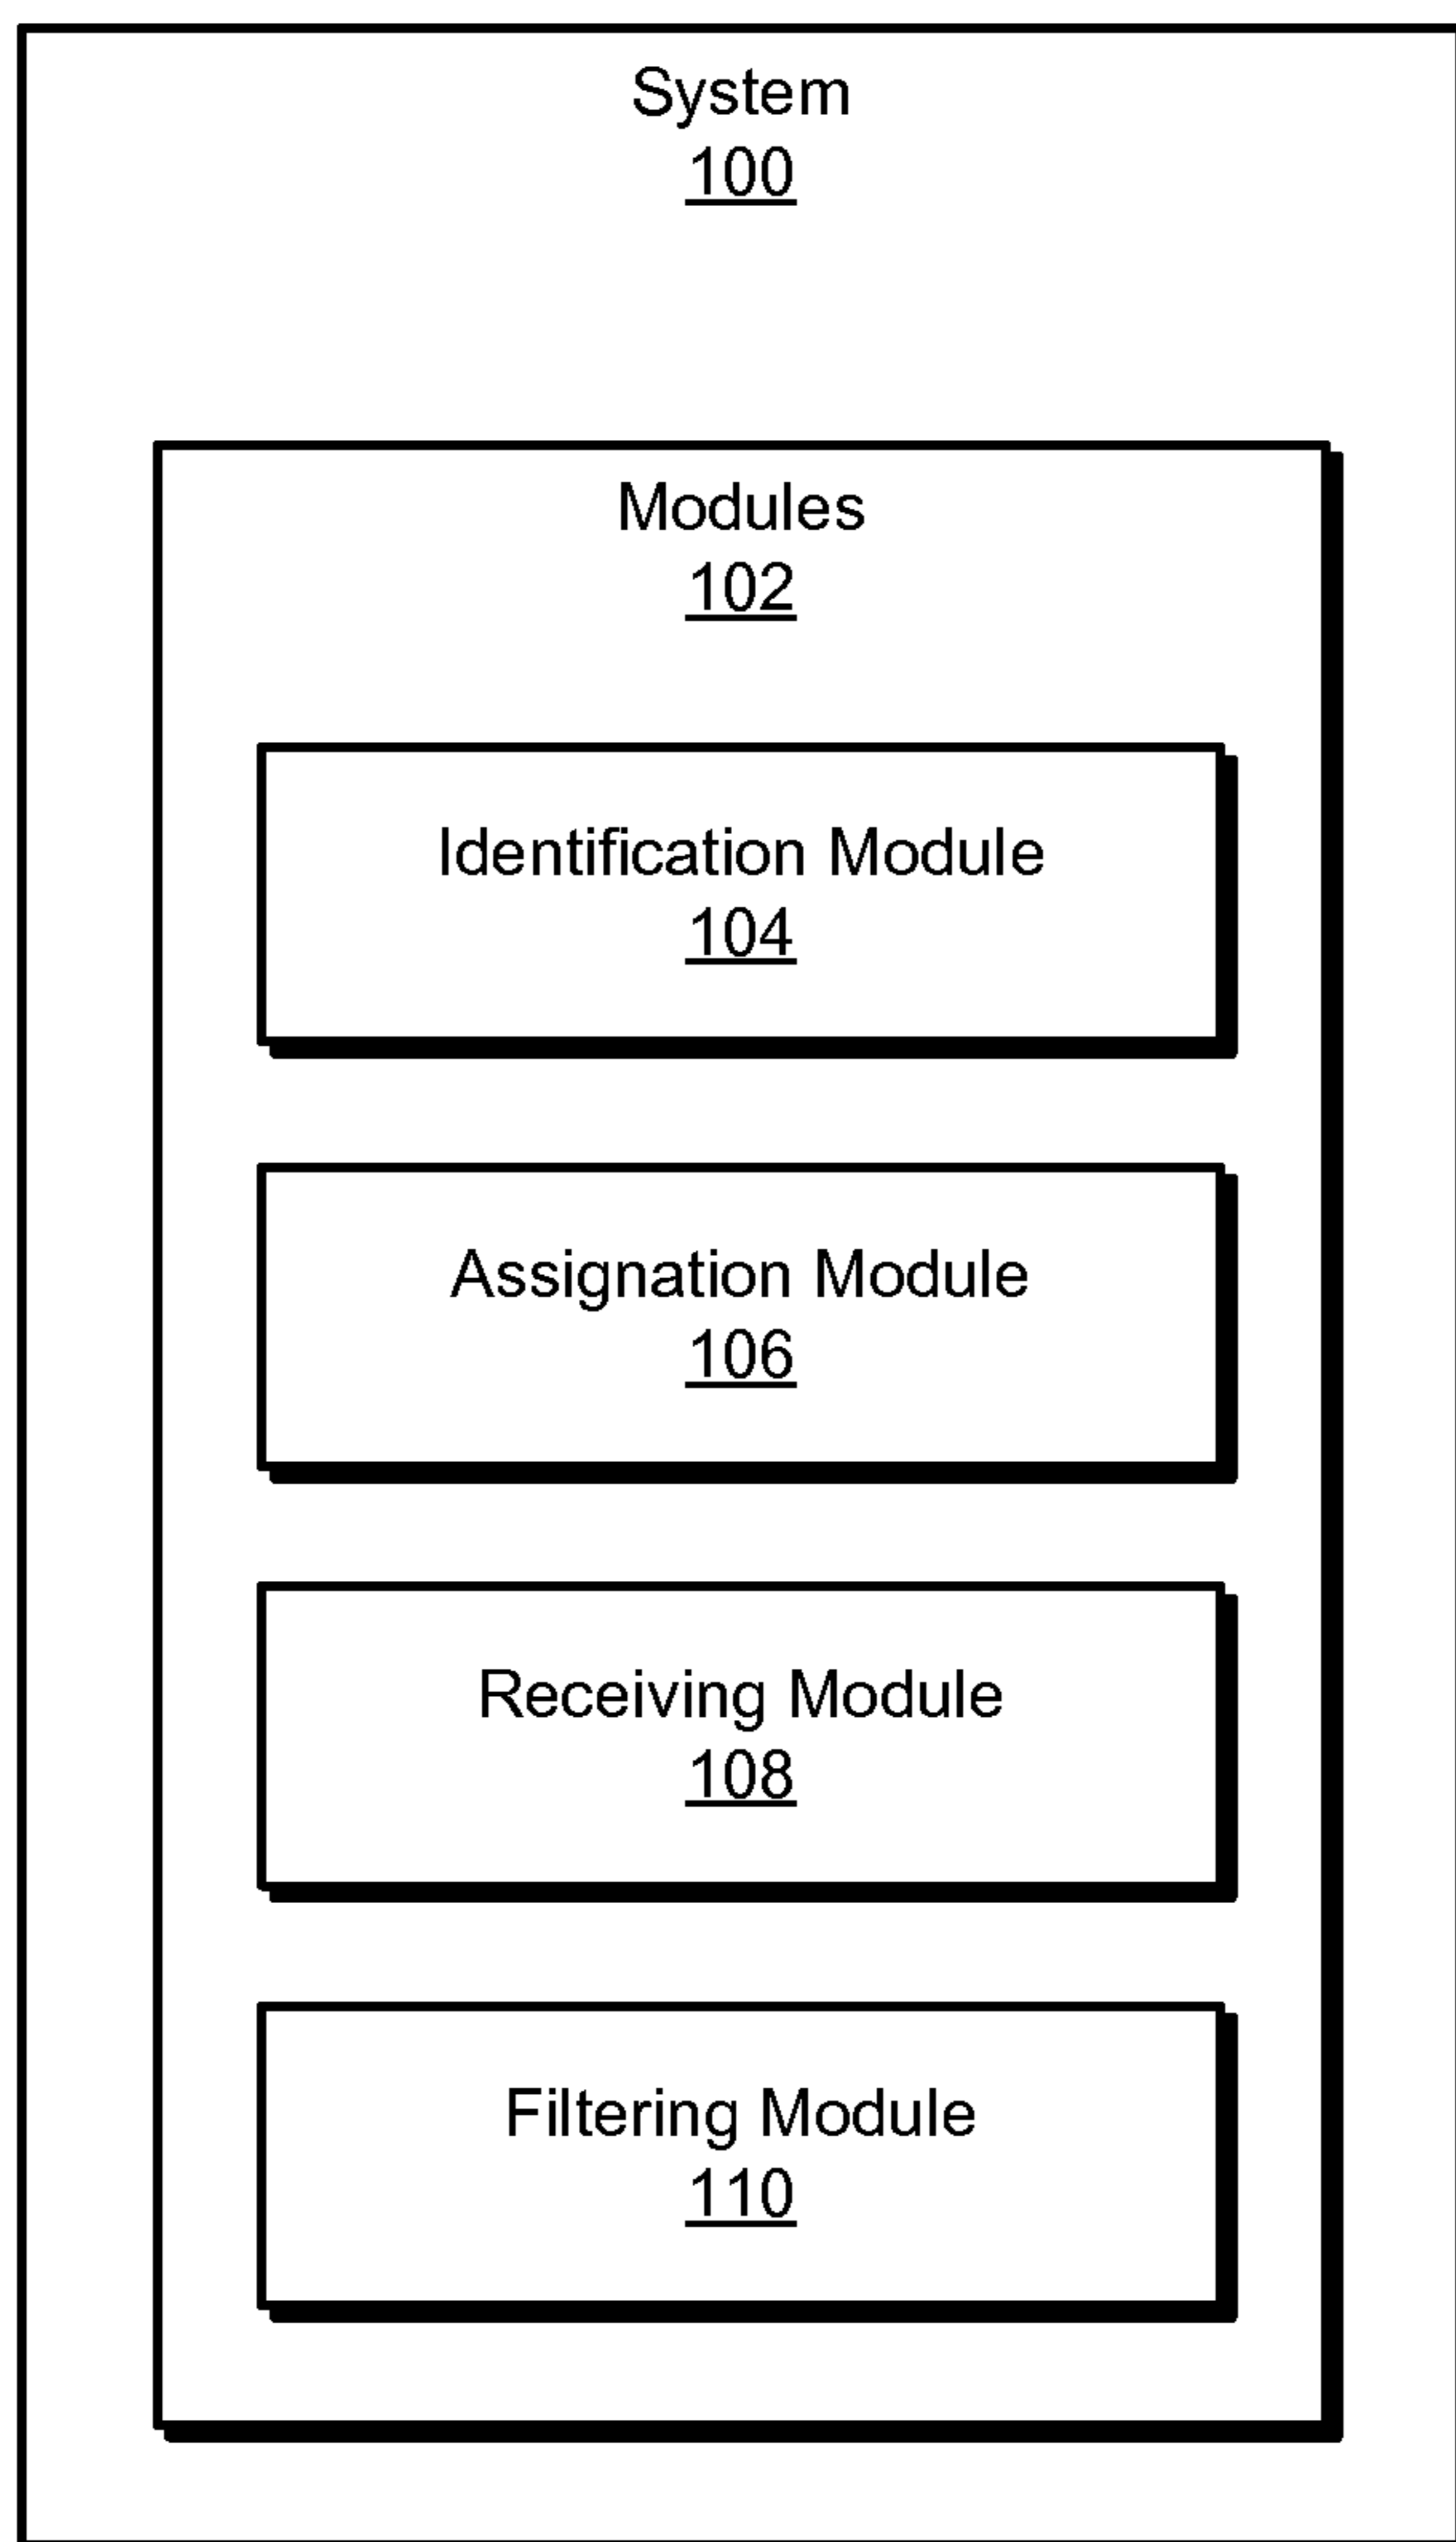 System
100
Modules
102
Identification Module
104
Assignation Module
106
Receiving Module
108
Filtering Module
110